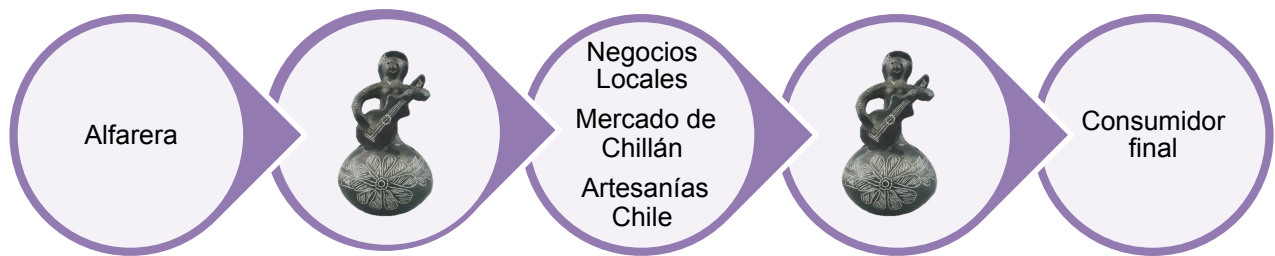 Alfarera
Negocios
Locales
Mercado de
Chillán
Artesanías
Chile
Consumidor
final